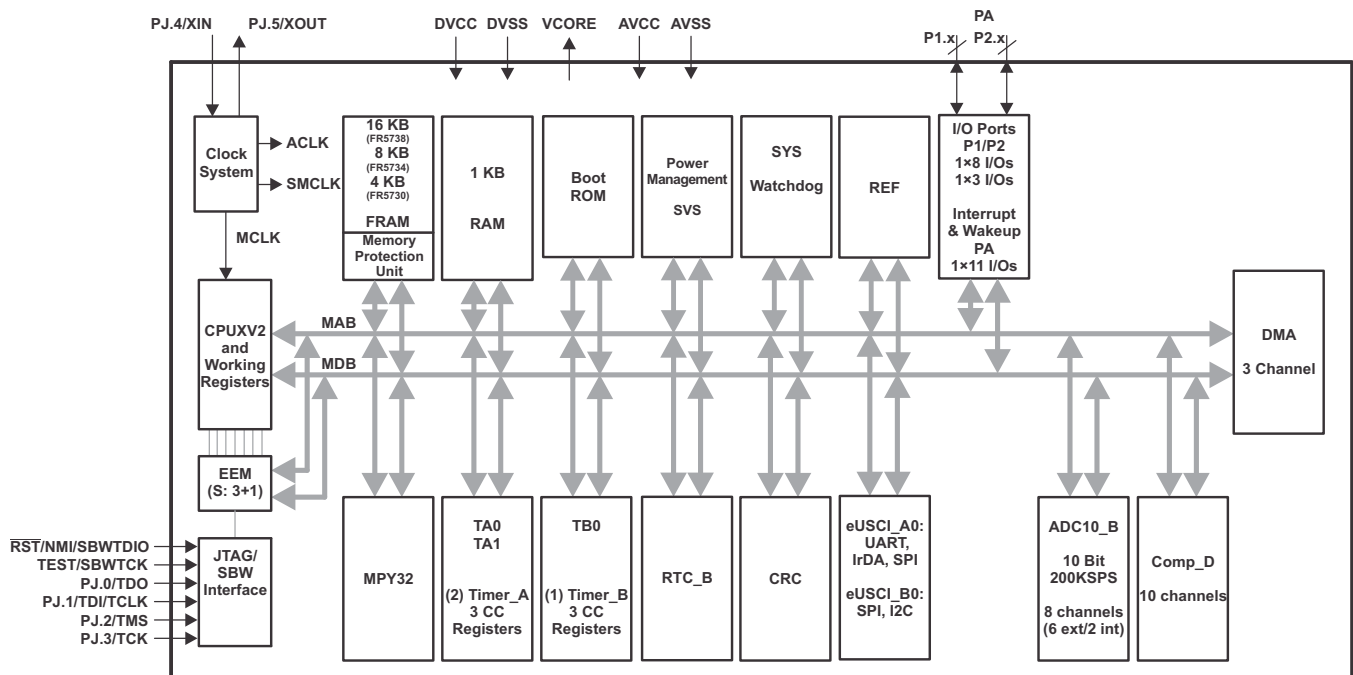 PJ.4/XIN
PJ.5/XOUT
DVCC
DVSS
VCORE
AVCC
AVSS
PA
P1.x
P2.x
Clock
System
ACLK
SMCLK
MCLK
16 KB
(FR5738)
8 KB
(FR5734)
4 KB
(FR5730)
FRAM
Memory
Protection
Unit
1 KB
RAM
Boot
ROM
Power
Management
SVS
SYS
Watchdog
REF
I/O Ports
P1/P2
1×8 I/Os
1×3 I/Os
Interrupt
& Wakeup
PA
1×11 I/Os
CPUXV2
and
Working
Registers
MAB
MDB
DMA
3 Channel
EEM
(S: 3+1)
RST/NMI/SBWTDIO
TEST/SBWTCK
PJ.0/TDO
PJ.1/TDI/TCLK
PJ.2/TMS
PJ.3/TCK
JTAG/
SBW
Interface
MPY32
TA0
TA1
(2) Timer_A
3 CC
Registers
TB0
(1) Timer_B
3 CC
Registers
RTC_B
CRC
eUSCI_A0:
UART,
IrDA, SPI
eUSCI_B0:
SPI, I2C
ADC10_B
10 Bit
200KSPS
8 channels
(6 ext/2 int)
Comp_D
10 channels